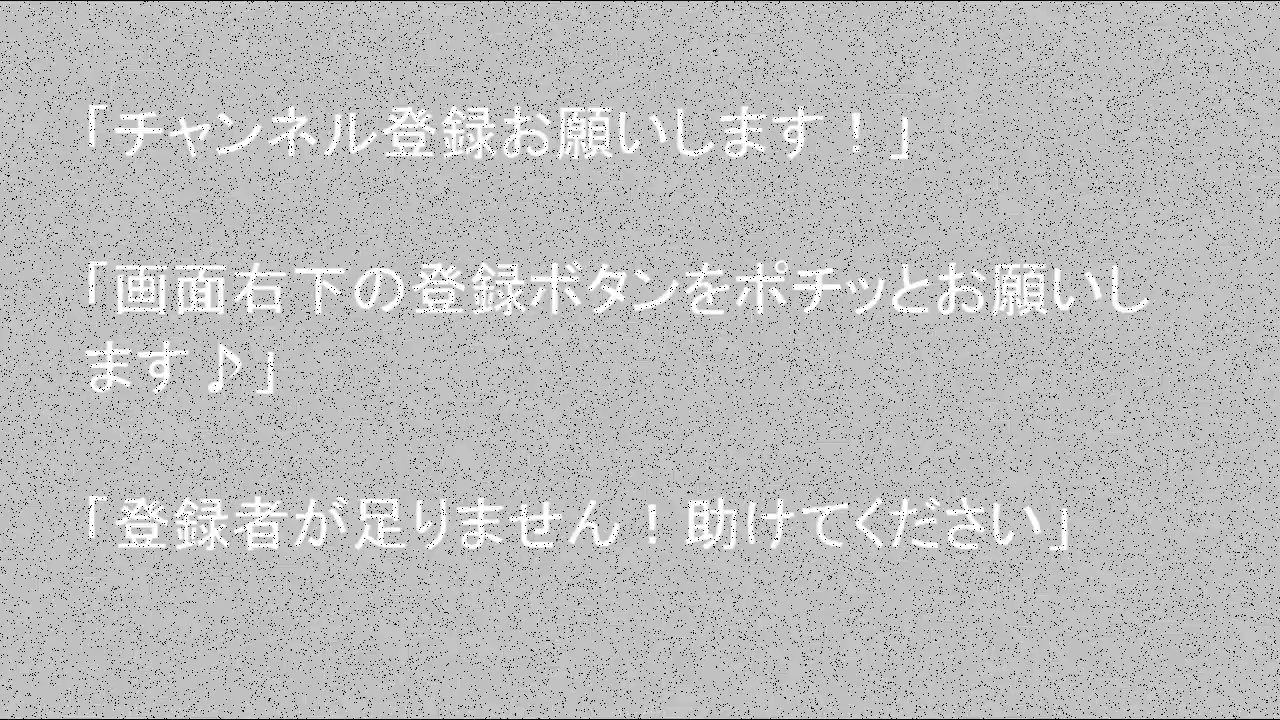 「チャンネル登録お願いします！」
「画面右下の登録ボタンをポチッとお願いし
ます♪」
「登録者が足りません！助けてください」